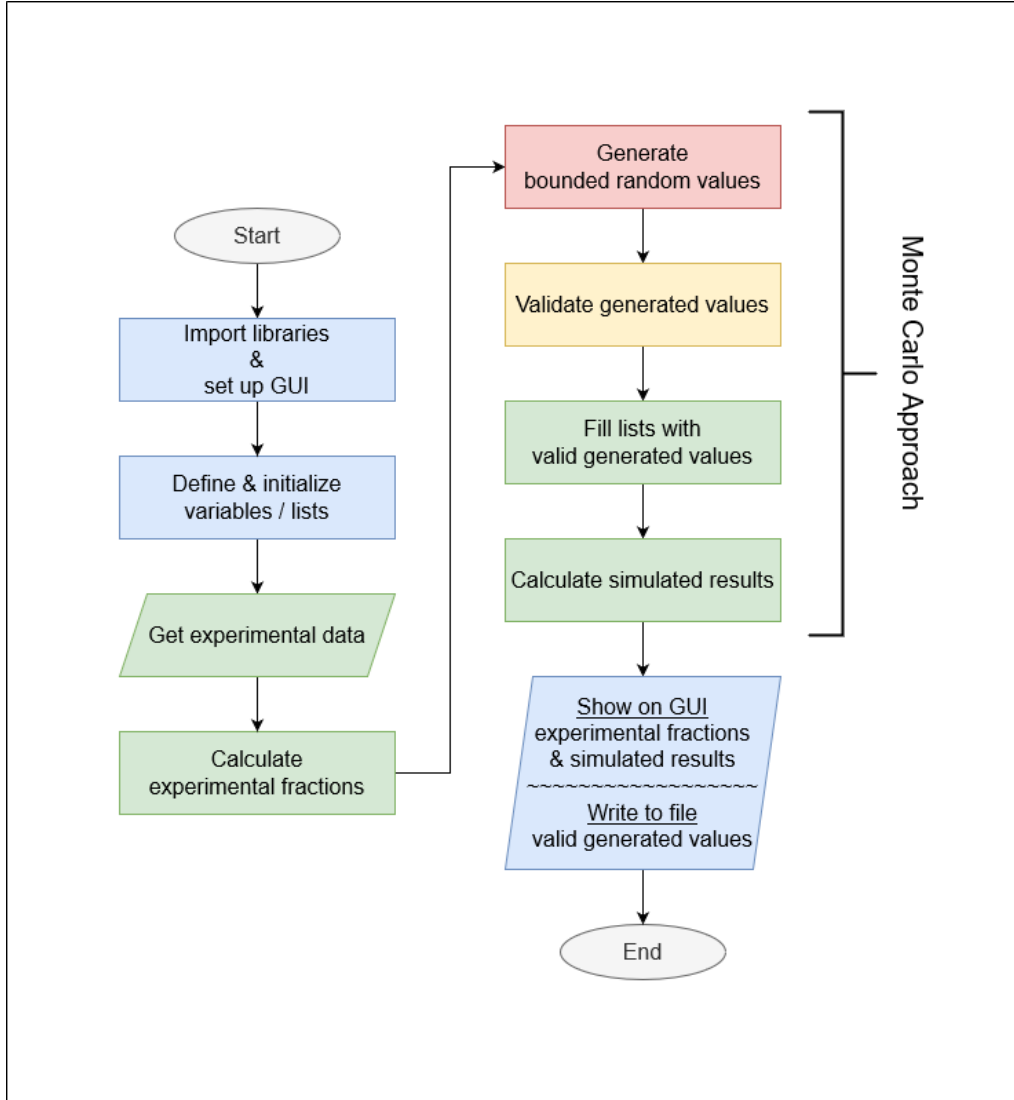 Start
Import libraries
&
set up GUI
Define & initialize
variables / lists
Get experimental data
Calculate
experimental fractions
Generate
bounded random values
Validate generated values
Fill lists with
valid generated values
Calculate simulated results
Show on GUI
experimental fractions
& simulated results
~~~~~~~~~~~~~~~~~~
Write to file
valid generated values
End
Monte Carlo Approach